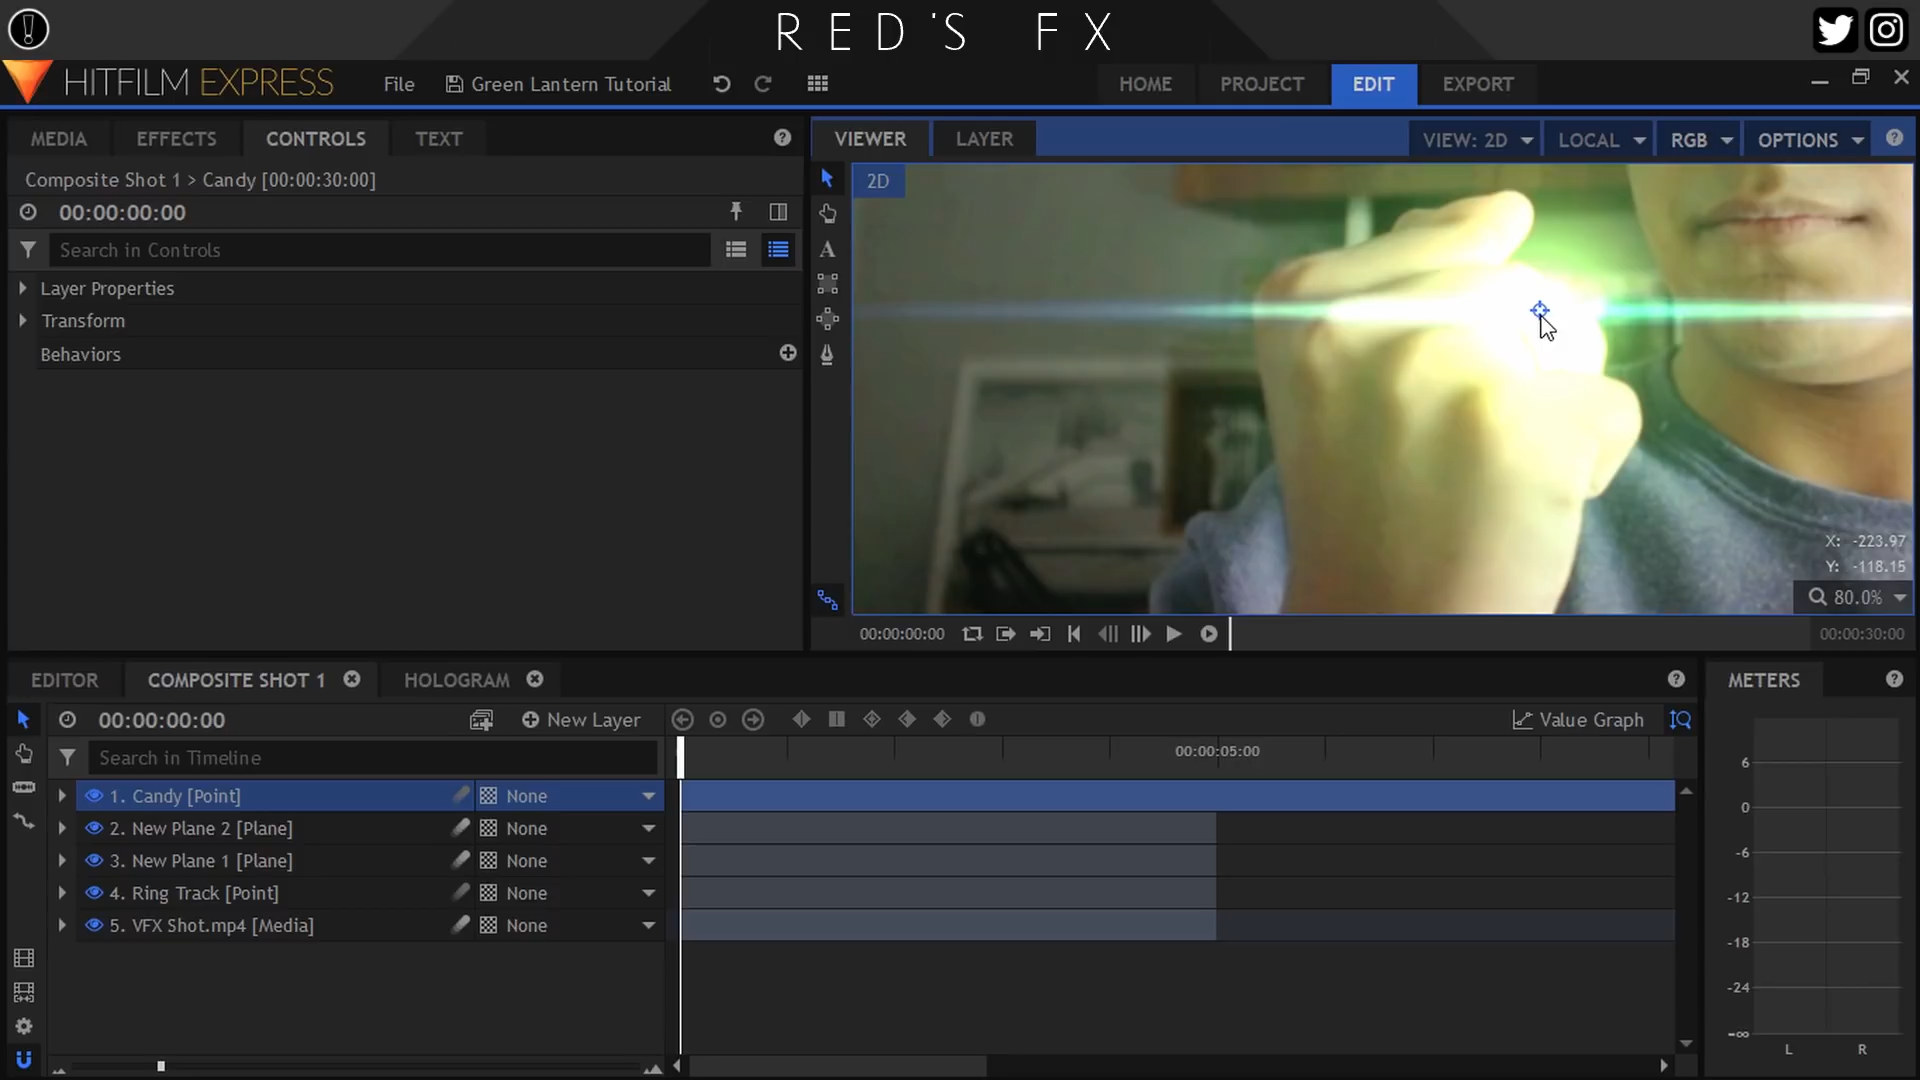 RED'S FX
HITFILM EXPRESS
File
Green Lantern Tutorial
HOME
PROJECT
EDIT
EXPORT
MEDIA
EFFECTS
CONTROLS
TEXT
VIEWER
LAYER
VIEW: 2D
LOCAL
RGB
OPTIONS
Composite Shot 1 > Candy [00:00:30:00]
2D
00:00:00:00
Search in Controls
Layer Properties
Transform
Behaviors
X: -223.97
Y: -118.15
80.0%
00:00:00:00
00:00:30:00
EDITOR
COMPOSITE SHOT 1
HOLOGRAM
METERS
00:00:00:00
New Layer
Value Graph
Search in Timeline
00:00:05:00
1. Candy [Point]
None
2. New Plane 2 [Plane]
None
3. New Plane 1 [Plane]
None
4. Ring Track [Point]
None
5. VFX Shot.mp4 [Media]
None
6
0
-6
-12
-18
-24
-∞
L
R